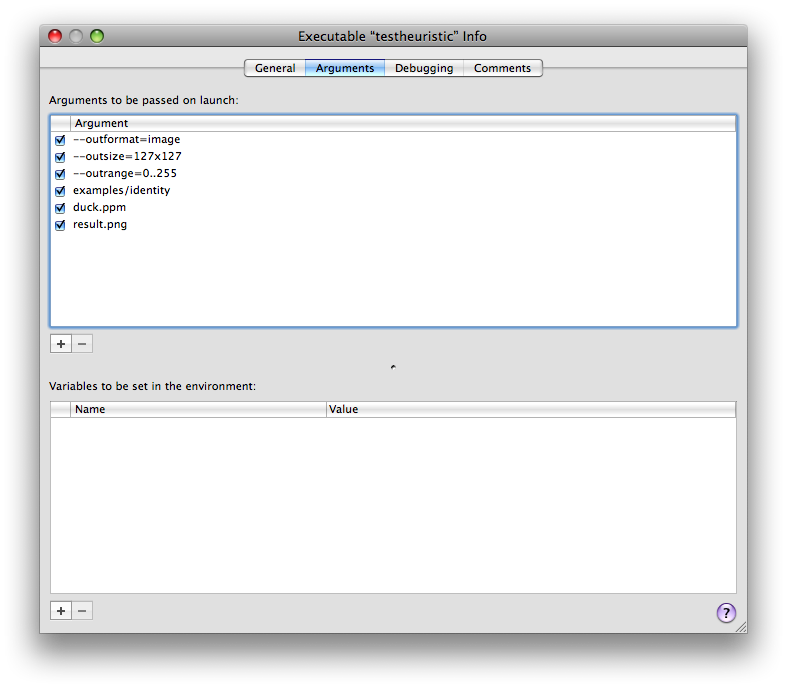 Executable “testheuristic” Info
General Arguments Debugging Comments
Arguments to be passed on launch:
Argument
--outformat=image
--outsize=127x127
--outrange=0..255
examples/identity
duck.ppm
result.png
+ −
Variables to be set in the environment:
Name Value
+ −
?